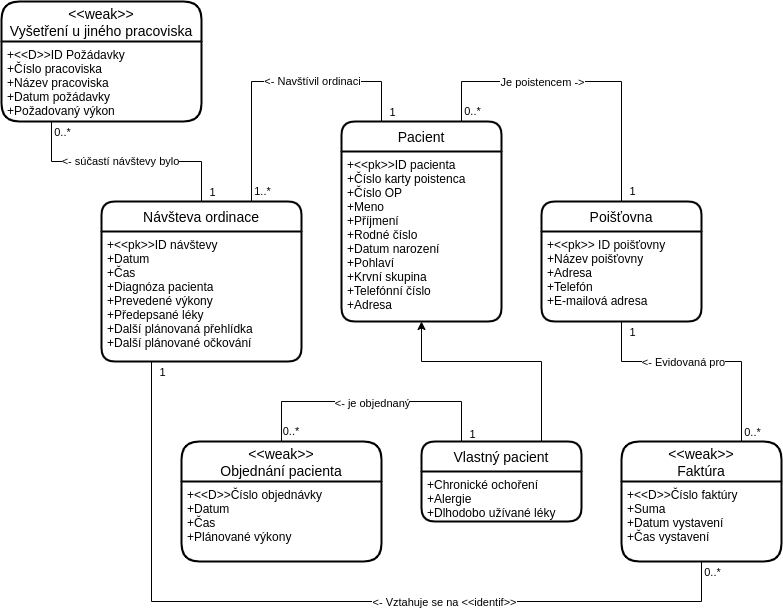 <<weak>>
Vyšetření u jiného pracoviska
+<<D>>ID Požádavky
+Číslo pracoviska
+Název pracoviska
+Datum požádavky
+Požadovaný výkon
0..*
<- súčastí návštevy bylo
1
<- Navštívil ordinaci
1
1..*
Je poistencem ->
0..*
1
Pacient
+<<pk>>ID pacienta
+Číslo karty poistenca
+Číslo OP
+Meno
+Příjmení
+Rodné číslo
+Datum narození
+Pohlaví
+Krvní skupina
+Telefónní číslo
+Adresa
Návšteva ordinace
+<<pk>>ID návštevy
+Datum
+Čas
+Diagnóza pacienta
+Prevedené výkony
+Předepsané léky
+Další plánovaná přehlídka
+Další plánované očkování
1
Poišťovna
+<<pk>> ID poišťovny
+Název poišťovny
+Adresa
+Telefón
+E-mailová adresa
1
<- Evidovaná pro
0..*
<- je objednaný
0..*
1
<<weak>>
Objednání pacienta
+<<D>>Číslo objednávky
+Datum
+Čas
+Plánované výkony
Vlastný pacient
+Chronické ochoření
+Alergie
+Dlhodobo užívané léky
<<weak>>
Faktúra
+<<D>>Číslo faktúry
+Suma
+Datum vystavení
+Čas vystavení
0..*
<- Vztahuje se na <<identif>>